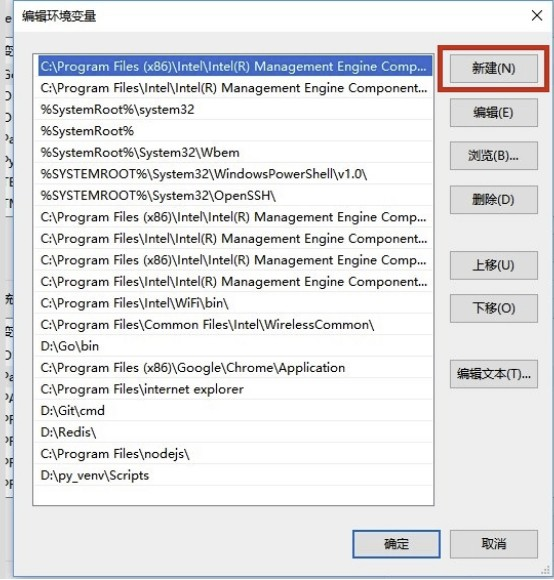 编辑环境变量
C:\Program Files (x86)\Intel\Intel(R) Management Engine Comp...
新建(N)
C:\Program Files\Intel\Intel(R) Management Engine Component...
%SystemRoot%\system32
编辑(E)
%SystemRoot%
%SystemRoot%\System32\Wbem
浏览(B)...
%SYSTEMROOT%\System32\WindowsPowerShell\v1.0\
%SYSTEMROOT%\System32\OpenSSH\
删除(D)
C:\Program Files (x86)\Intel\Intel(R) Management Engine Comp...
C:\Program Files\Intel\Intel(R) Management Engine Component...
C:\Program Files (x86)\Intel\Intel(R) Management Engine Comp...
上移(U)
C:\Program Files\Intel\Intel(R) Management Engine Component...
C:\Program Files\Intel\WiFi\bin\
下移(O)
C:\Program Files\Common Files\Intel\WirelessCommon\
D:\Go\bin
C:\Program Files (x86)\Google\Chrome\Application
编辑文本(T)...
C:\Program Files\internet explorer
D:\Git\cmd
D:\Redis\
C:\Program Files\nodejs\
D:\py_venv\Scripts
确定
取消